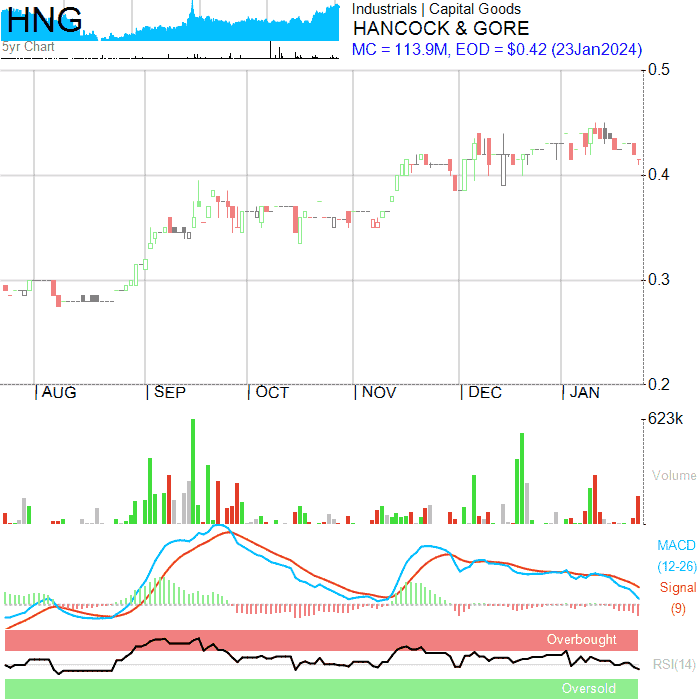 HNG
5yr Chart
Industrials | Capital Goods
HANCOCK & GORE
MC = 113.9M, EOD = $0.42 (23Jan2024)
0.5
0.4
0.3
0.2
AUG
SEP
OCT
NOV
DEC
JAN
623k
Volume
MACD
(12-26)
Signal
(9)
Overbought
RSI(14)
Oversold